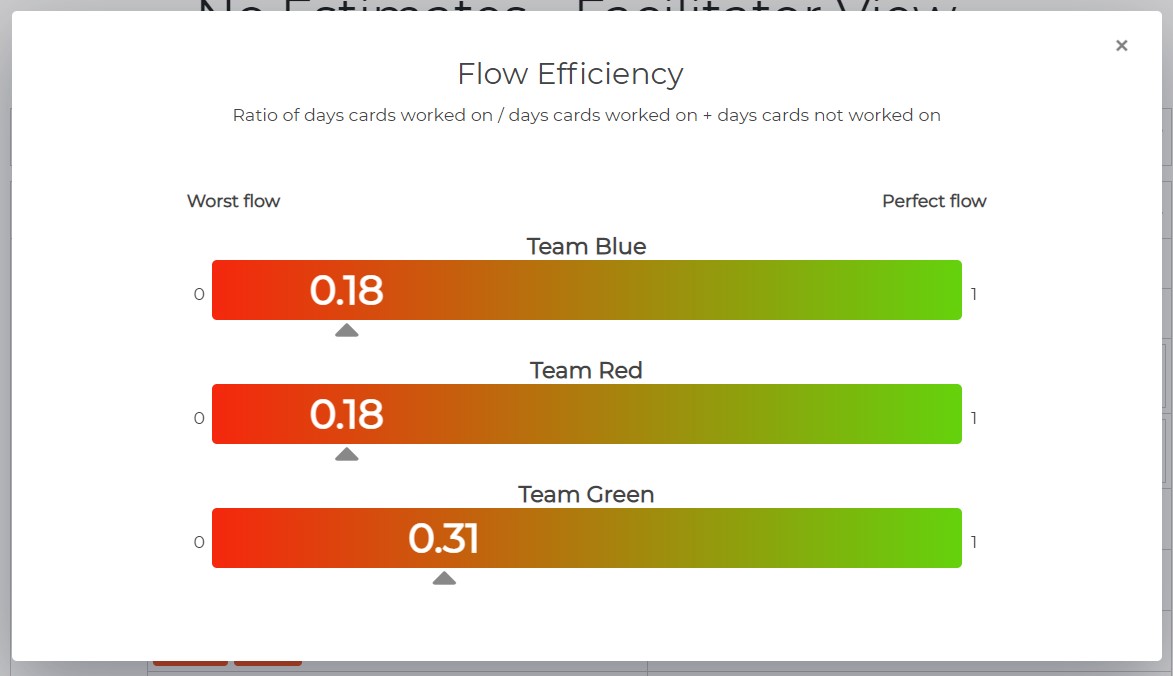 No Estimates - Facilitator View
×
Flow Efficiency
Ratio of days cards worked on / days cards worked on + days cards not worked on
Worst flow Perfect flow
Team Blue
0 0.18 1
Team Red
0 0.18 1
Team Green
0 0.31 1